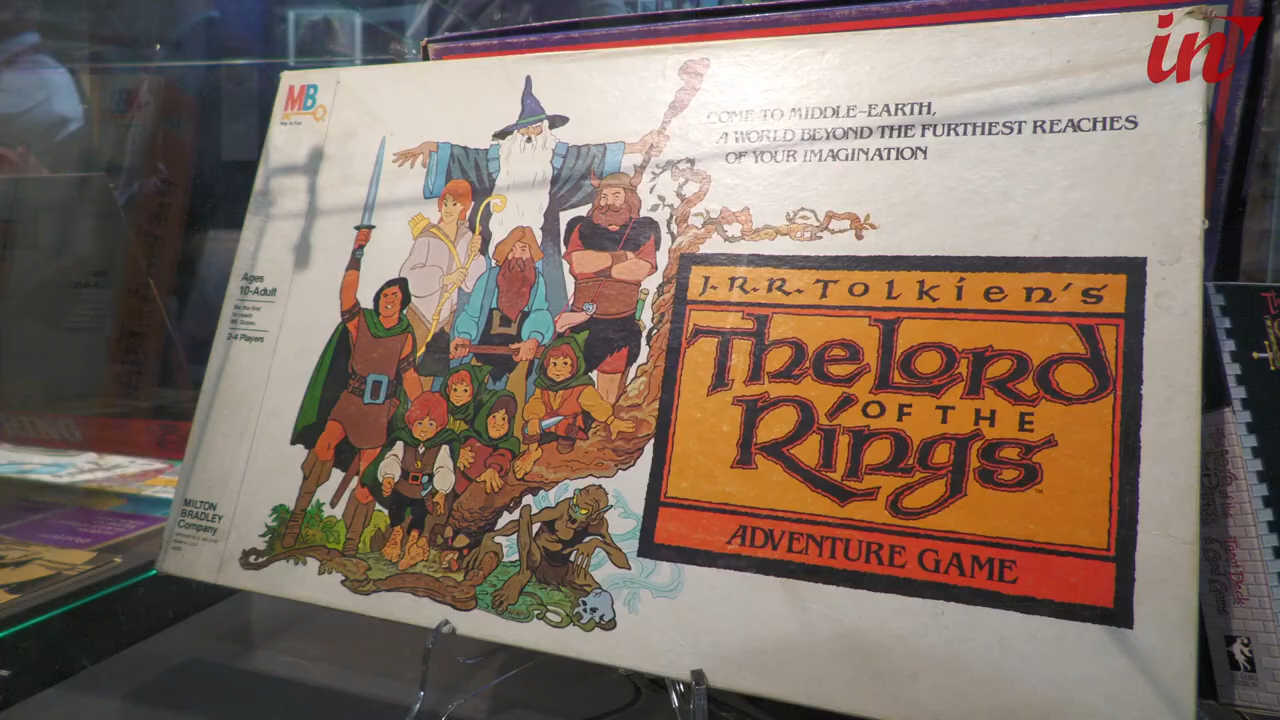 in
MB
COME TO MIDDLE-EARTH,
A WORLD BEYOND THE FURTHEST REACHES
OF YOUR IMAGINATION
Ages
10-Adult
2-4 Players
J.R.R. Tolkien's
The Lord
OF THE
Rings
TM
ADVENTURE GAME
MILTON
BRADLEY
Company